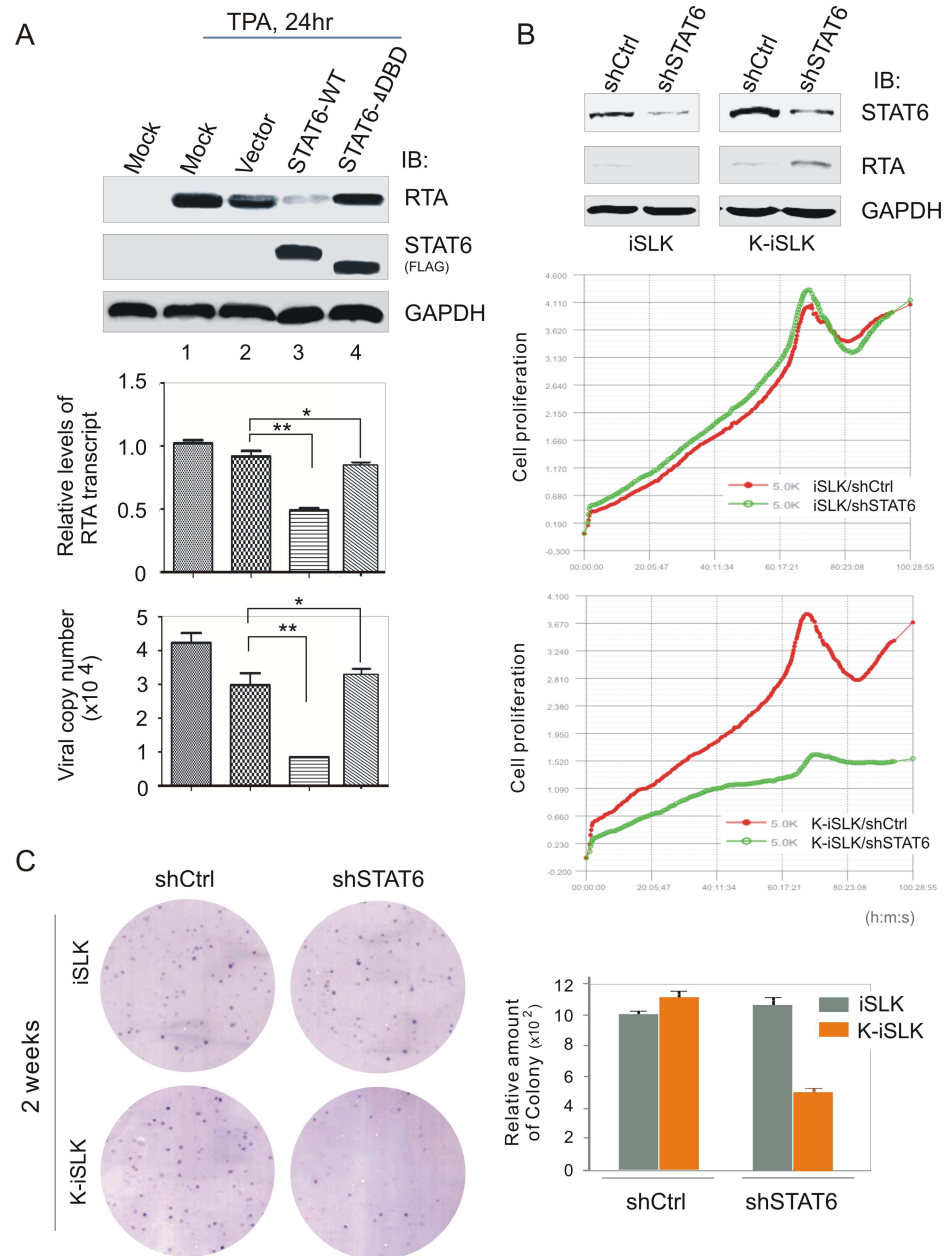 A
TPA, 24hr
Mock
Mock
Vector
STAT6-WT
STAT6-ΔDBD
IB:
RTA
STAT6
(FLAG)
GAPDH
1 2 3 4
Relative levels of
RTA transcript
1.5
1.0
0.5
0
*
**
Viral copy number
(x10 4)
5
4
3
2
1
0
*
**
B
shCtrl
shSTAT6
shCtrl
shSTAT6
IB:
STAT6
RTA
GAPDH
iSLK
K-iSLK
Cell proliferation
4.600
4.110
3.620
3.130
2.640
2.150
1.660
1.170
0.680
0.190
-0.300
5.0K iSLK/shCtrl
5.0K iSLK/shSTAT6
00:00:00 20:05:47 40:11:34 60:17:21 80:23:08 100:28:55
Cell proliferation
4.100
3.670
3.240
2.810
2.380
1.950
1.520
1.090
0.660
0.230
-0.200
5.0K K-iSLK/shCtrl
5.0K K-iSLK/shSTAT6
00:00:00 20:05:47 40:11:34 60:17:21 80:23:08 100:28:55
(h:m:s)
C
shCtrl
shSTAT6
2 weeks
iSLK
K-iSLK
Relative amount
of Colony (x10 2)
12
10
8
6
4
2
0
iSLK
K-iSLK
shCtrl
shSTAT6